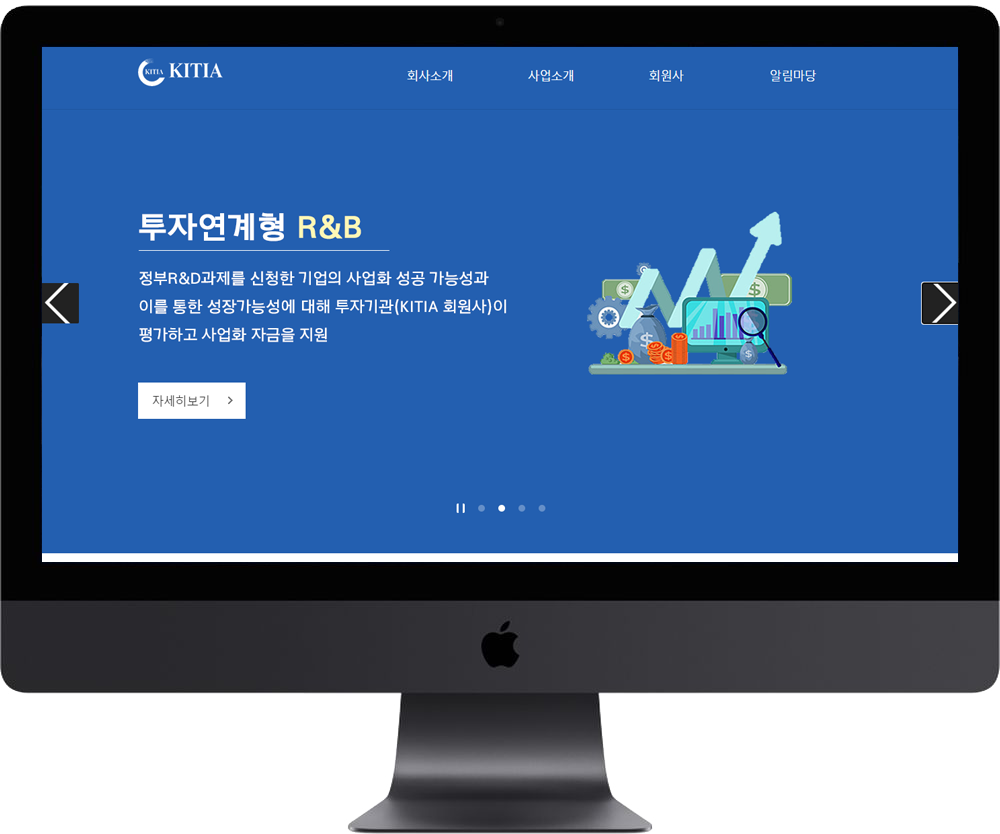 KITIA KITIA
회사소개 사업소개 회원사 알림마당
투자연계형 R&B
정부R&D과제를 신청한 기업의 사업화 성공 가능성과
이를 통한 성장가능성에 대해 투자기관(KITIA 회원사)이
평가하고 사업화 자금을 지원
자세히보기 >